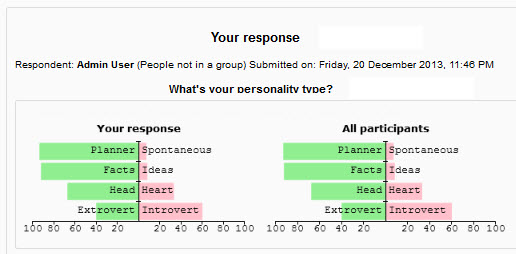 Your response
Respondent: Admin User (People not in a group) Submitted on: Friday, 20 December 2013, 11:46 PM
What's your personality type?
Your response
Planner Spontaneous
Facts Ideas
Head Heart
Extrovert Introvert
100 80 60 40 20 20 40 60 80 100
All participants
Planner Spontaneous
Facts Ideas
Head Heart
Extrovert Introvert
100 80 60 40 20 20 40 60 80 100